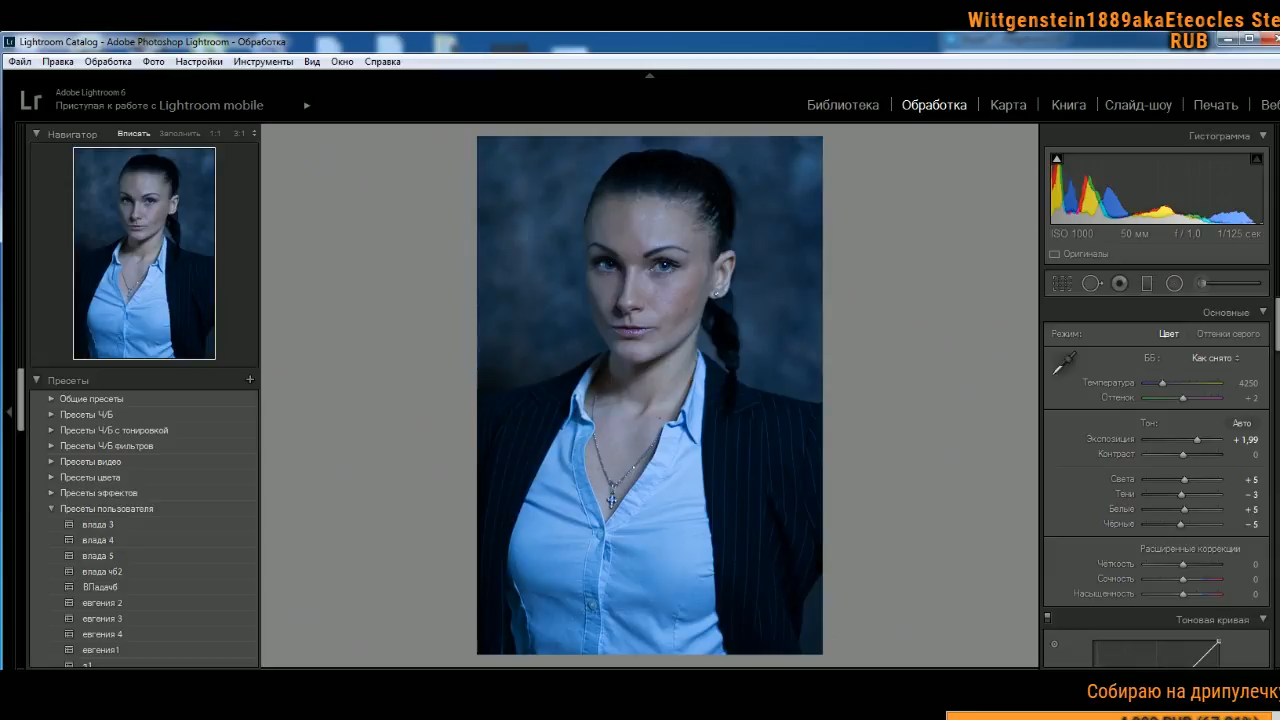 Wittgenstein1889akaEteocles Ste
RUB
Lightroom Catalog - Adobe Photoshop Lightroom - Обработка
Файл Правка Обработка Фото Настройки Инструменты Вид Окно Справка
Lr
Adobe Lightroom 6
Приступая к работе с Lightroom mobile
Библиотека | Обработка | Карта | Книга | Слайд-шоу | Печать | Ве
Навигатор Вписать Заполнить 1:1 3:1
Пресеты +
Общие пресеты
Пресеты Ч/Б
Пресеты Ч/Б с тонировкой
Пресеты Ч/Б фильтров
Пресеты видео
Пресеты цвета
Пресеты эффектов
Пресеты пользователя
влада 3
влада 4
влада 5
влада чб2
ВПадачб
евгения 2
евгения 3
евгения 4
евгения1
Гистограмма
ISO 1000 50 мм f / 1.0 1/125 сек
Оригиналы
Основные
Режим: Цвет Оттенки серого
ББ: Как снято
Температура 4250
Оттенок + 2
Тон: Авто
Экспозиция + 1,99
Контраст 0
Света + 5
Тени – 3
Белые + 5
Чёрные – 5
Расширенные коррекции
Чёткость 0
Сочность 0
Насыщенность 0
Тоновая кривая
Собираю на дрипулечку